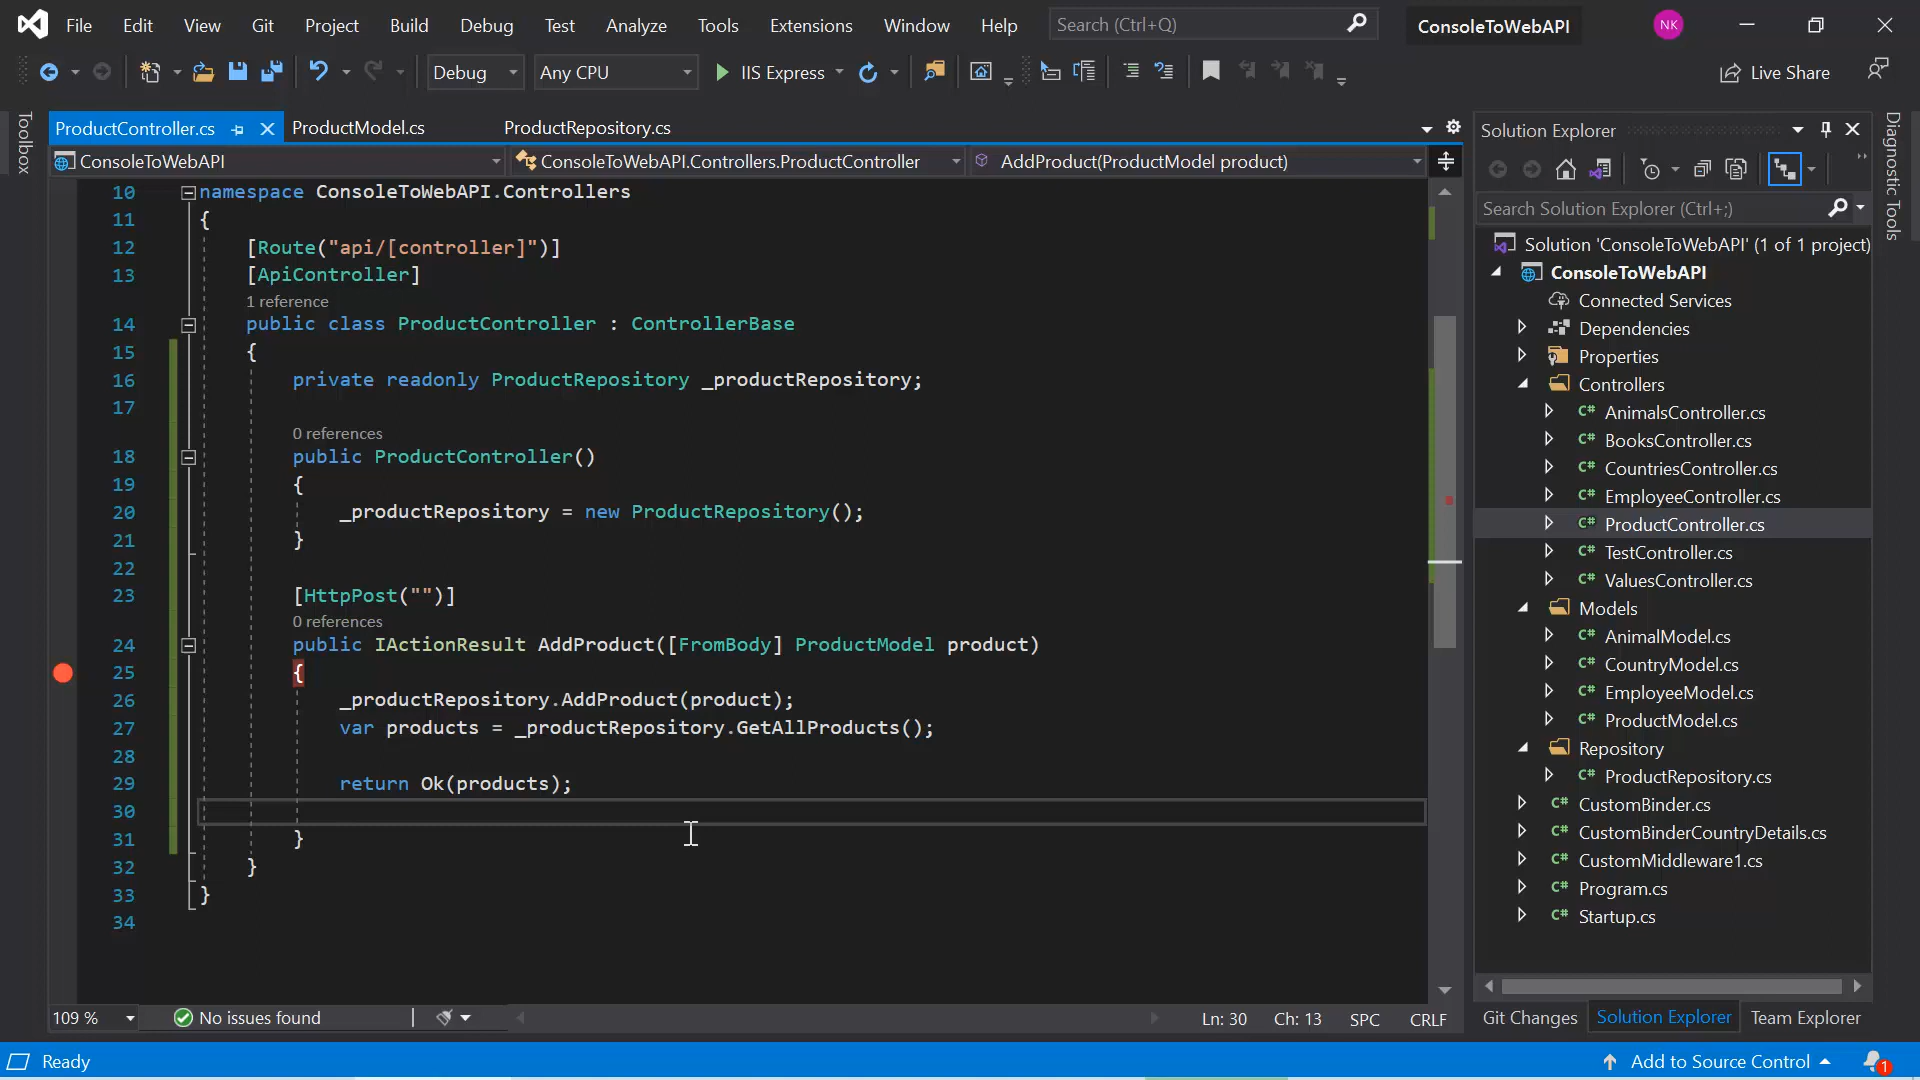 File Edit View Git Project Build Debug Test Analyze Tools Extensions Window Help Search (Ctrl+Q) ConsoleToWebAPI NK
Debug Any CPU IIS Express Live Share
Toolbox
ProductController.cs ProductModel.cs ProductRepository.cs
ConsoleToWebAPI ConsoleToWebAPI.Controllers.ProductController AddProduct(ProductModel product)
10 namespace ConsoleToWebAPI.Controllers
11 {
12 [Route("api/[controller]")]
13 [ApiController]
1 reference
14 public class ProductController : ControllerBase
15 {
16 private readonly ProductRepository _productRepository;
17
0 references
18 public ProductController()
19 {
20 _productRepository = new ProductRepository();
21 }
22
23 [HttpPost("")]
0 references
24 public IActionResult AddProduct([FromBody] ProductModel product)
25 {
26 _productRepository.AddProduct(product);
27 var products = _productRepository.GetAllProducts();
28
29 return Ok(products);
30
31 }
32 }
33 }
34
109 % No issues found Ln: 30 Ch: 13 SPC CRLF
Solution Explorer
Search Solution Explorer (Ctrl+;)
Solution 'ConsoleToWebAPI' (1 of 1 project)
ConsoleToWebAPI
Connected Services
Dependencies
Properties
Controllers
C# AnimalsController.cs
C# BooksController.cs
C# CountriesController.cs
C# EmployeeController.cs
C# ProductController.cs
C# TestController.cs
C# ValuesController.cs
Models
C# AnimalModel.cs
C# CountryModel.cs
C# EmployeeModel.cs
C# ProductModel.cs
Repository
C# ProductRepository.cs
C# CustomBinder.cs
C# CustomBinderCountryDetails.cs
C# CustomMiddleware1.cs
C# Program.cs
C# Startup.cs
Git Changes Solution Explorer Team Explorer
Diagnostic Tools
Ready Add to Source Control 1